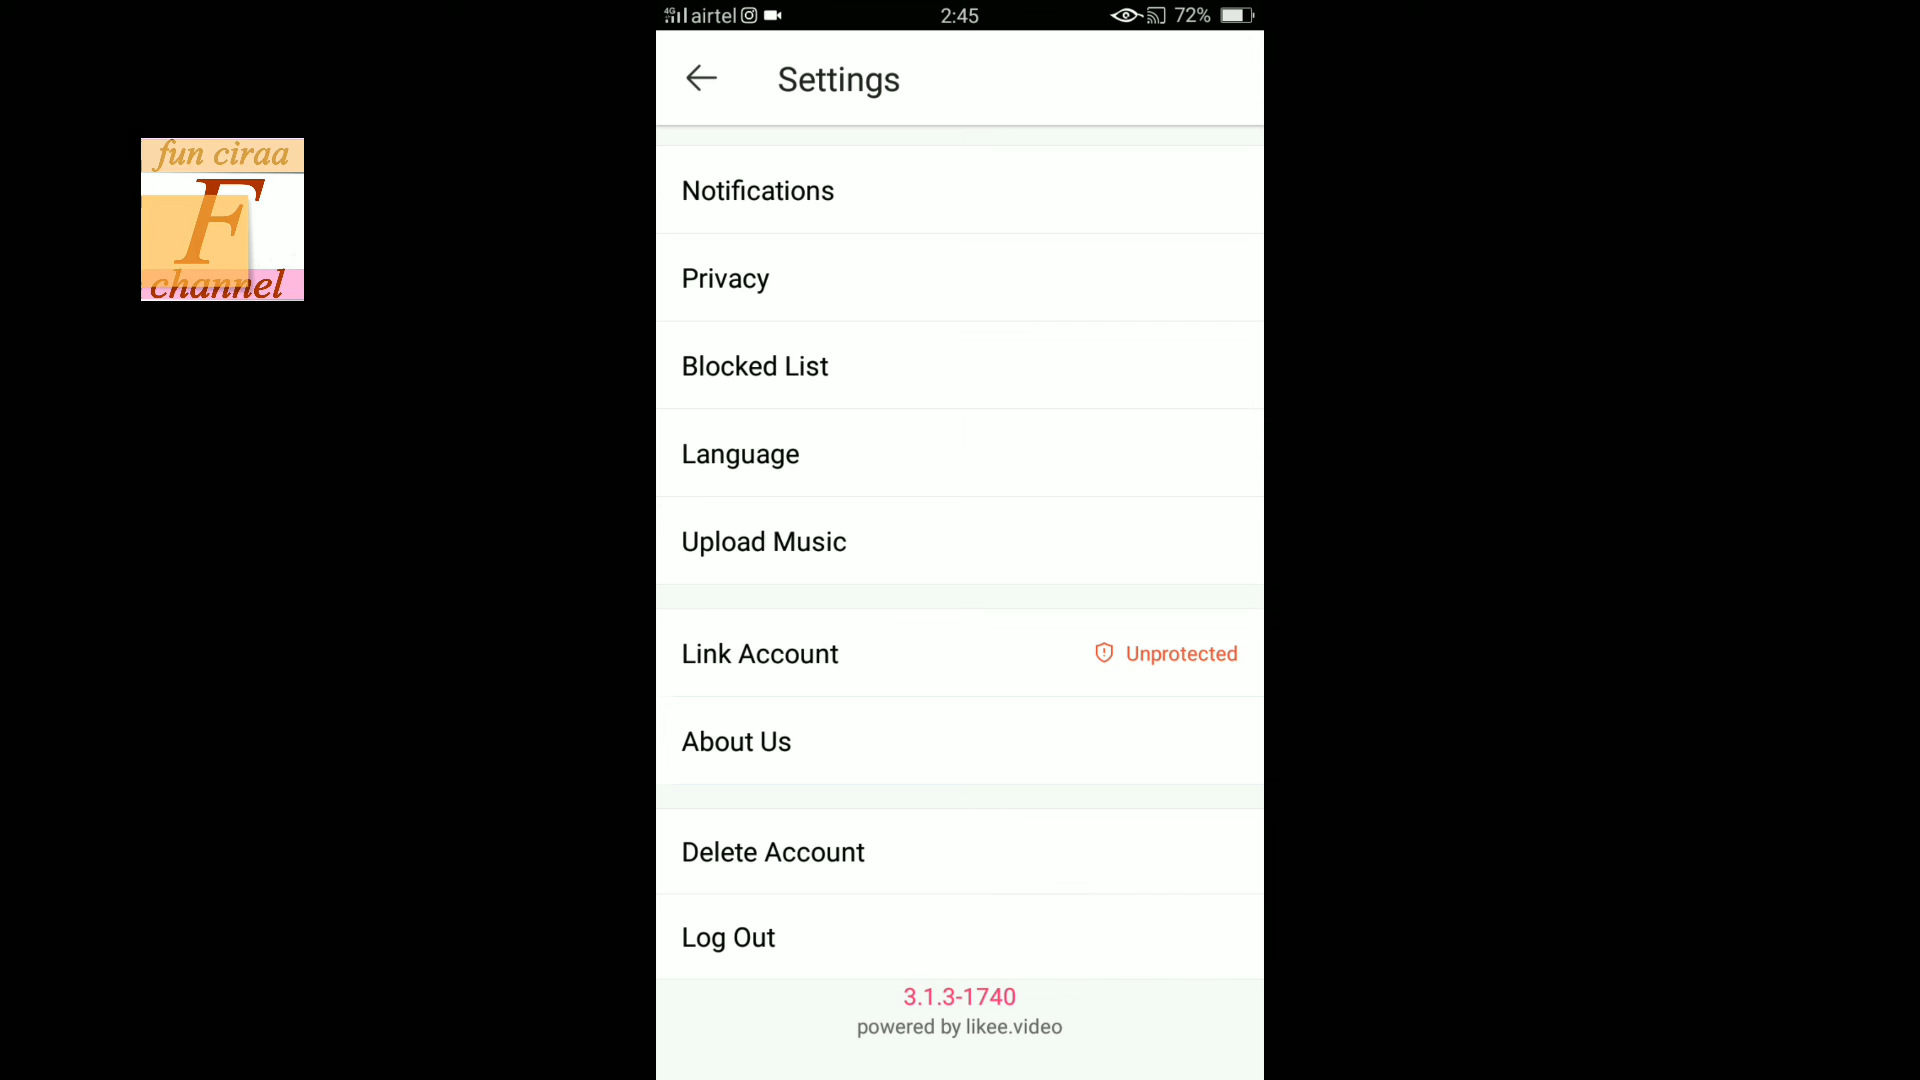 4G airtel 2:45 72%
Settings
fun ciraa
F
channel
Notifications
Privacy
Blocked List
Language
Upload Music
Link Account Unprotected
About Us
Delete Account
Log Out
3.1.3-1740
powered by likee.video